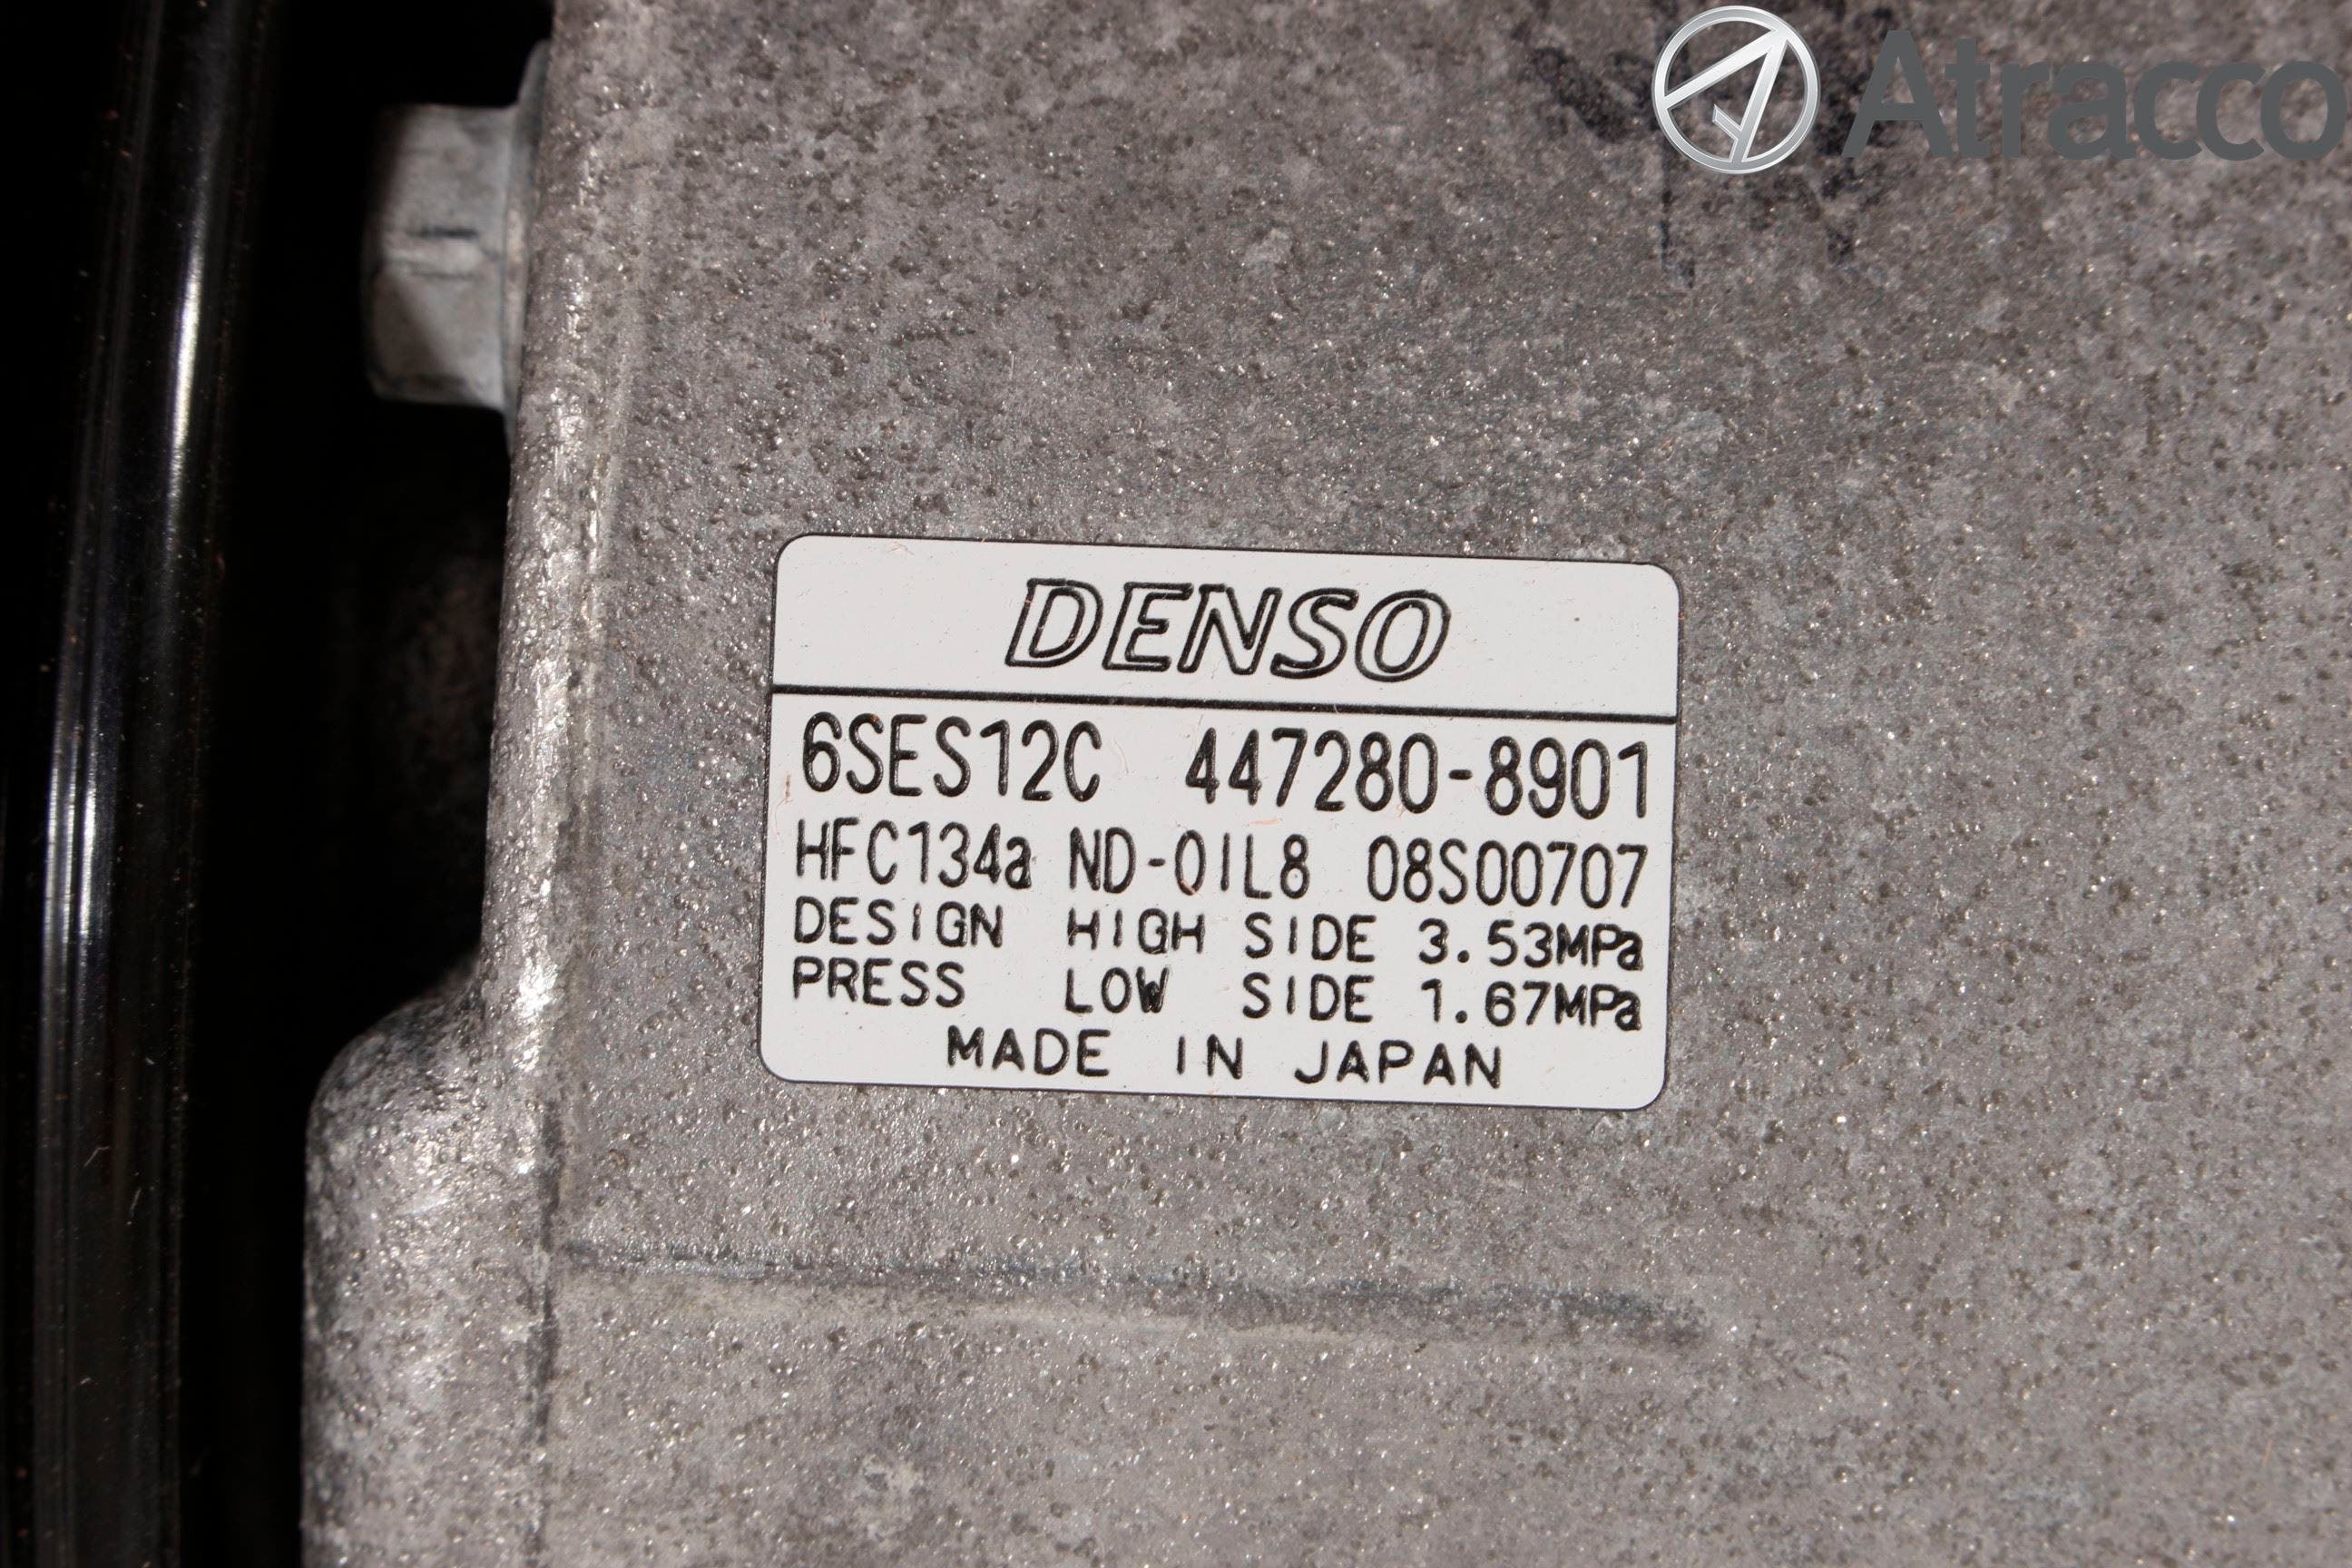 Atracco
DENSO
6SES12C 447280-8901
HFC134a ND-OIL8 08S00707
DESIGN HIGH SIDE 3.53MPa
PRESS LOW SIDE 1.67MPa
MADE IN JAPAN